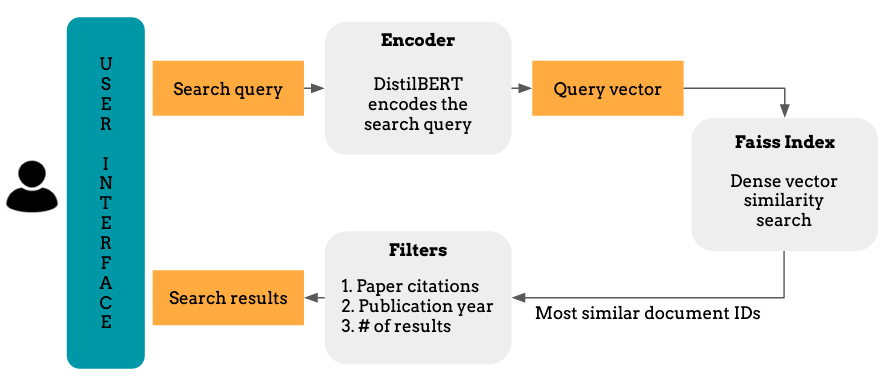 USER INTERFACE
Search query
Encoder
DistilBERT
encodes the
search query
Query vector
Faiss Index
Dense vector
similarity
search
Most similar document IDs
Filters
1. Paper citations
2. Publication year
3. # of results
Search results